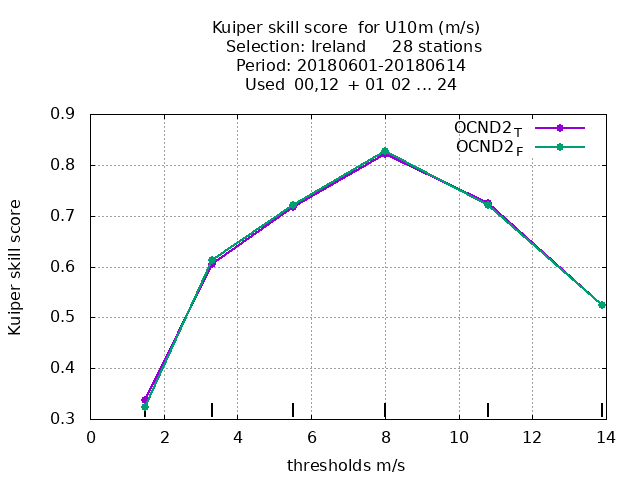 Kuiper skill score for U10m (m/s)
Selection: Ireland 28 stations
Period: 20180601-20180614
Used 00,12 + 01 02 ... 24
OCND2T
OCND2F
0.9
0.8
0.7
0.6
0.5
0.4
0.3
Kuiper skill score
0 2 4 6 8 10 12 14
thresholds m/s